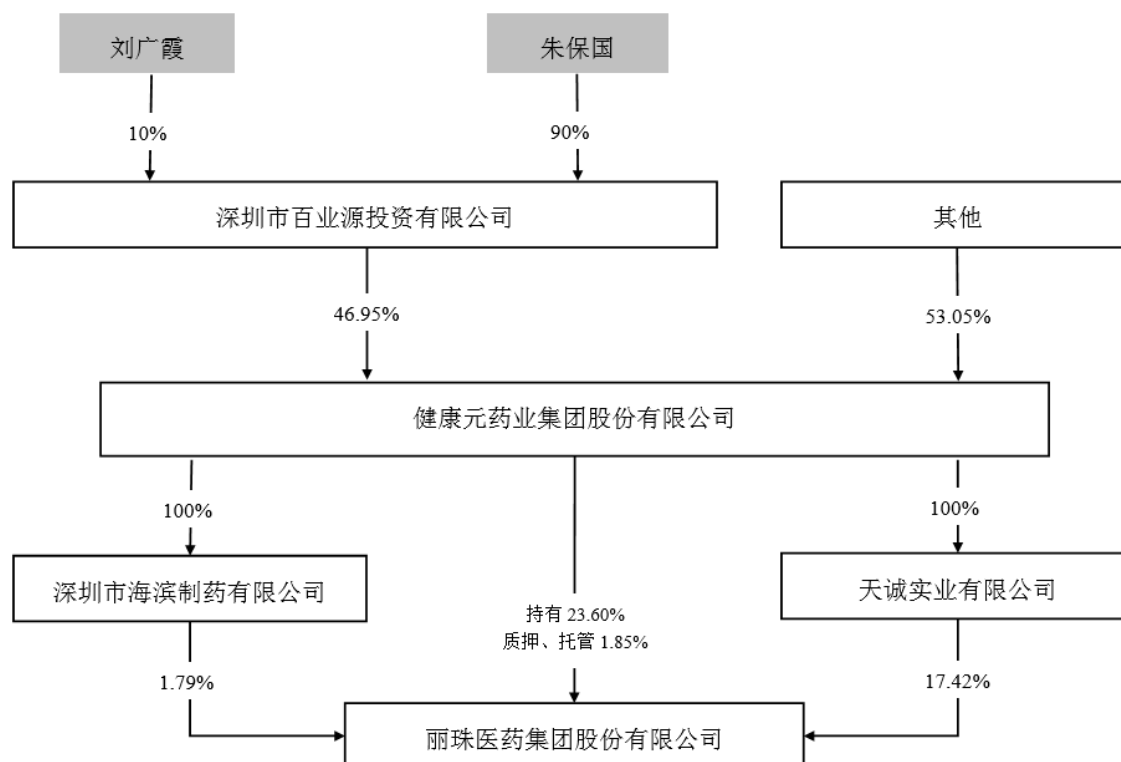 刘广霞
朱保国
10%
90%
深圳市百业源投资有限公司
其他
46.95%
53.05%
健康元药业集团股份有限公司
100%
100%
深圳市海滨制药有限公司
天诚实业有限公司
持有 23.60%
质押、托管 1.85%
1.79%
17.42%
丽珠医药集团股份有限公司